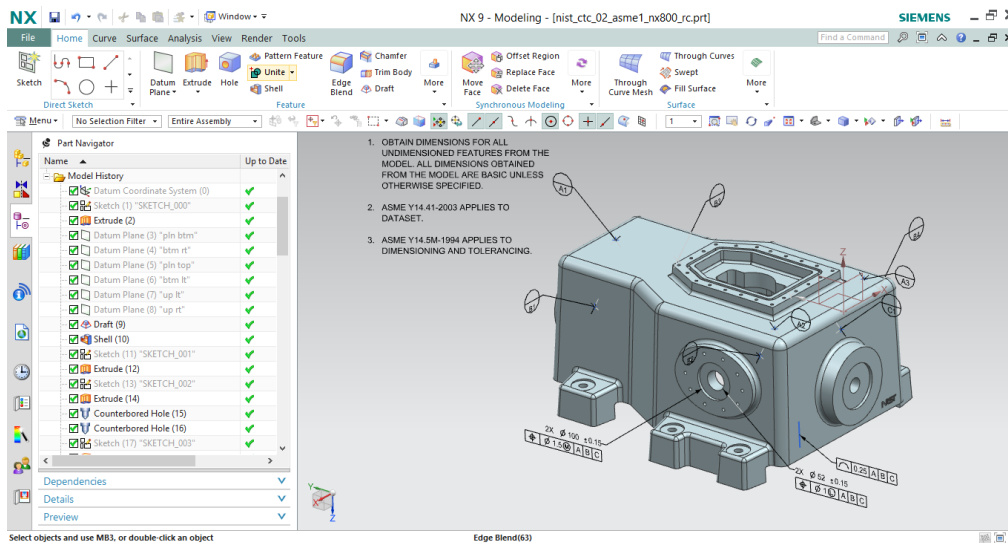 NX
Window
NX 9 - Modeling - [nist_ctc_02_asme1_nx800_rc.prt]
SIEMENS
File Home Curve Surface Analysis View Render Tools
Find a Command
Sketch
Direct Sketch
Datum Plane
Extrude
Hole
Pattern Feature
Unite
Shell
Edge Blend
Chamfer
Trim Body
Draft
More
Feature
Move Face
Offset Region
Replace Face
Delete Face
More
Synchronous Modeling
Through Curve Mesh
Through Curves
Swept
Fill Surface
More
Surface
Menu
No Selection Filter
Entire Assembly
1
Part Navigator
Name Up to Date
Model History
Datum Coordinate System (0)
Sketch (1) "SKETCH_000"
Extrude (2)
Datum Plane (3) "pln btm"
Datum Plane (4) "btm rt"
Datum Plane (5) "pln top"
Datum Plane (6) "btm lt"
Datum Plane (7) "up lt"
Datum Plane (8) "up rt"
Draft (9)
Shell (10)
Sketch (11) "SKETCH_001"
Extrude (12)
Sketch (13) "SKETCH_002"
Extrude (14)
Counterbored Hole (15)
Counterbored Hole (16)
Sketch (17) "SKETCH_003"
Dependencies
Details
Preview
1. OBTAIN DIMENSIONS FOR ALL
UNDIMENSIONED FEATURES FROM THE
MODEL. ALL DIMENSIONS OBTAINED
FROM THE MODEL ARE BASIC UNLESS
OTHERWISE SPECIFIED.
2. ASME Y14.41-2003 APPLIES TO
DATASET.
3. ASME Y14.5M-1994 APPLIES TO
DIMENSIONING AND TOLERANCING.
A1
A3
C1
A2
B1
Z
X
NIST
2X Ø 100 ±0.15
Ø 1.5 Ⓜ A B C
0.25 A B C
2X Ø 52 ±0.15
Ø 1 Ⓛ A B C
Y
X
Z
Select objects and use MB3, or double-click an object
Edge Blend(63)